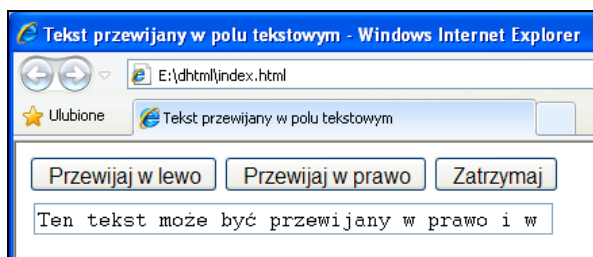 Tekst przewijany w polu tekstowym - Windows Internet Explorer
E:\dhtml\index.html
Ulubione Tekst przewijany w polu tekstowym
Przewijaj w lewo Przewijaj w prawo Zatrzymaj
Ten tekst może być przewijany w prawo i w